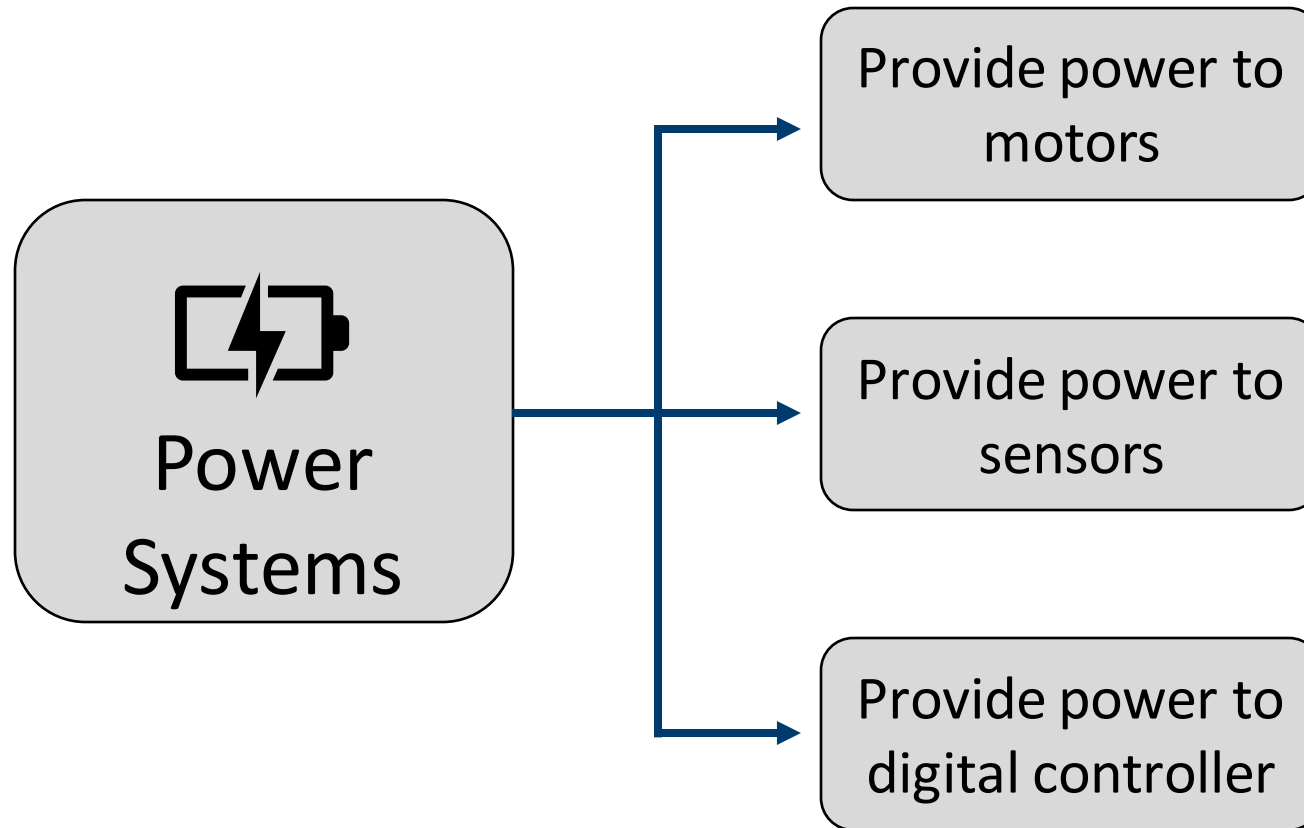 Power
Systems
Provide power to
motors
Provide power to
sensors
Provide power to
digital controller